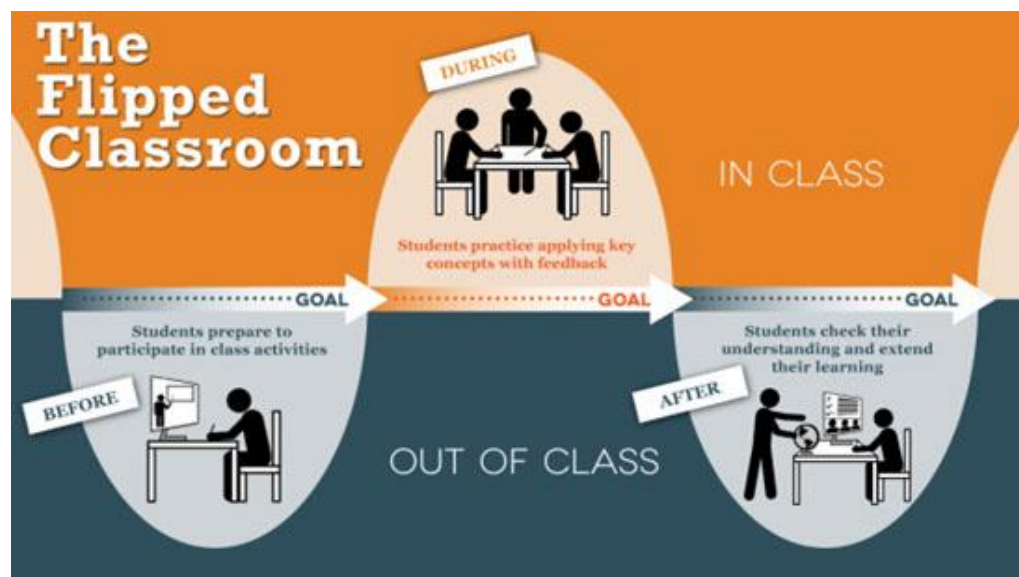 The
Flipped
Classroom
DURING
IN CLASS
Students practice applying key
concepts with feedback
GOAL
GOAL
GOAL
Students prepare to
participate in class activities
BEFORE
OUT OF CLASS
Students check their
understanding and extend
their learning
AFTER